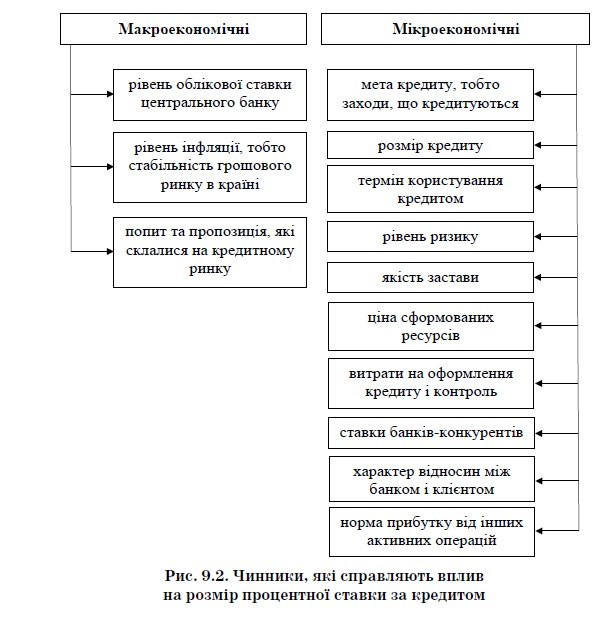 Макроекономічні
рівень облікової ставки
центрального банку
рівень інфляції, тобто
стабільність грошового
ринку в країні
попит та пропозиція, які
склалися на кредитному
ринку
Мікроекономічні
мета кредиту, тобто
заходи, що кредитуються
розмір кредиту
термін користування
кредитом
рівень ризику
якість застави
ціна сформованих
ресурсів
витрати на оформлення
кредиту і контроль
ставки банків-конкурентів
характер відносин між
банком і клієнтом
норма прибутку від інших
активних операцій
Рис. 9.2. Чинники, які справляють вплив
на розмір процентної ставки за кредитом